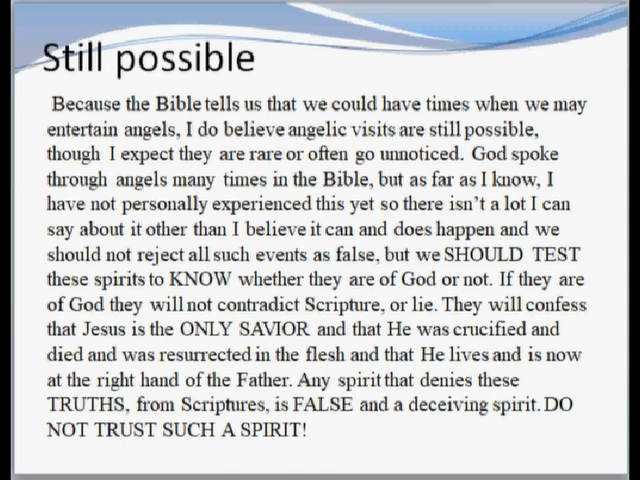 Still possible
Because the Bible tells us that we could have times when we may
entertain angels, I do believe angelic visits are still possible,
though I expect they are rare or often go unnoticed. God spoke
through angels many times in the Bible, but as far as I know, I
have not personally experienced this yet so there isn't a lot I can
say about it other than I believe it can and does happen and we
should not reject all such events as false, but we SHOULD TEST
these spirits to KNOW whether they are of God or not. If they are
of God they will not contradict Scripture, or lie. They will confess
that Jesus is the ONLY SAVIOR and that He was crucified and
died and was resurrected in the flesh and that He lives and is now
at the right hand of the Father. Any spirit that denies these
TRUTHS, from Scriptures, is FALSE and a deceiving spirit. DO
NOT TRUST SUCH A SPIRIT!